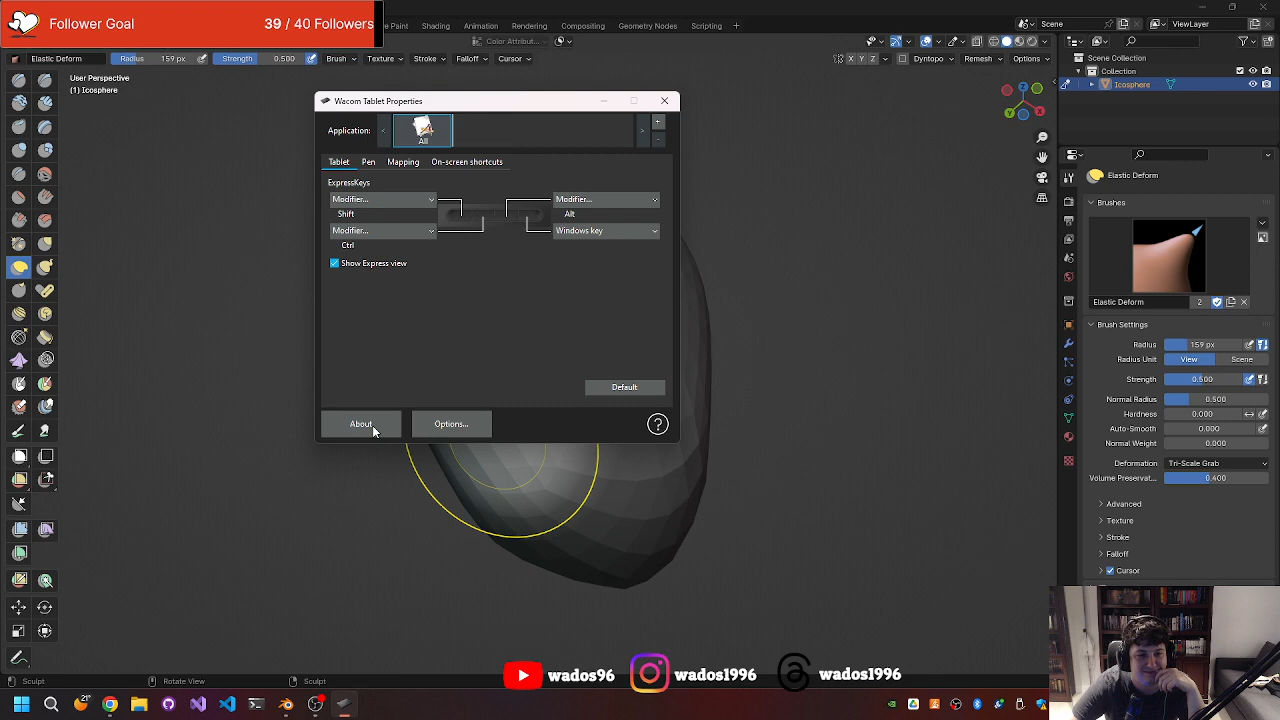 Follower Goal 39 / 40 Followers
e Paint Shading Animation Rendering Compositing Geometry Nodes Scripting + Scene ViewLayer
Color Attribut...
Elastic Deform Radius 159 px Strength 0.500 Brush Texture Stroke Falloff Cursor X Y Z Dyntopo Remesh Options
User Perspective
(1) Icosphere
Scene Collection
Collection
Icosphere
Wacom Tablet Properties
Application: < All > + -
Tablet Pen Mapping On-screen shortcuts
ExpressKeys
Modifier... Modifier...
Shift Alt
Modifier... Windows key
Ctrl
Show Express view
Default
About Options... ?
Z
X
Y
Elastic Deform
Brushes
Elastic Deform 2
Brush Settings
Radius 159 px
Radius Unit View Scene
Strength 0.500
Normal Radius 0.500
Hardness 0.000
Auto-Smooth 0.000
Normal Weight 0.000
Deformation Tri-Scale Grab
Volume Preservat... 0.400
Advanced
Texture
Stroke
Falloff
Cursor
wados96 wados1996 wados1996
Sculpt Rotate View Sculpt